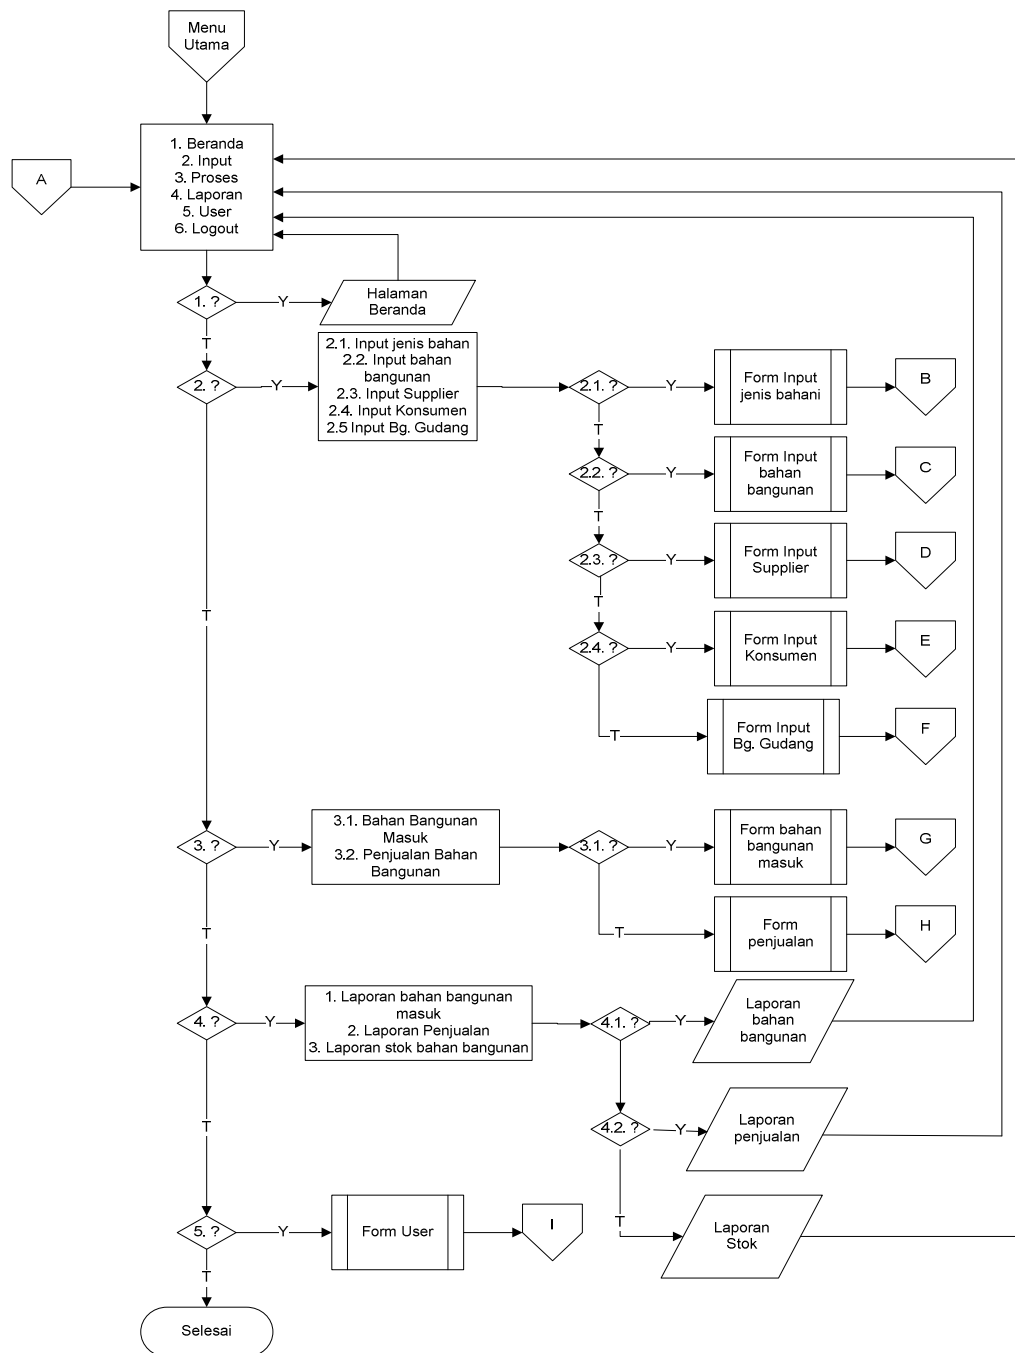 Menu
Utama
1. Beranda
2. Input
3. Proses
4. Laporan
5. User
6. Logout
A
1. ?
Y
Halaman
Beranda
T
2. ?
Y
2.1. Input jenis bahan
2.2. Input bahan
bangunan
2.3. Input Supplier
2.4. Input Konsumen
2.5 Input Bg. Gudang
2.1. ?
Y
Form Input
jenis bahani
B
T
2.2. ?
Y
Form Input
bahan
bangunan
C
T
2.3. ?
Y
Form Input
Supplier
D
T
2.4. ?
Y
Form Input
Konsumen
E
T
Form Input
Bg. Gudang
F
T
3. ?
Y
3.1. Bahan Bangunan
Masuk
3.2. Penjualan Bahan
Bangunan
3.1. ?
Y
Form bahan
bangunan
masuk
G
T
Form
penjualan
H
T
4. ?
Y
1. Laporan bahan bangunan
masuk
2. Laporan Penjualan
3. Laporan stok bahan bangunan
4.1. ?
Y
Laporan
bahan
bangunan
4.2. ?
Y
Laporan
penjualan
T
Laporan
Stok
T
5. ?
Y
Form User
I
T
Selesai